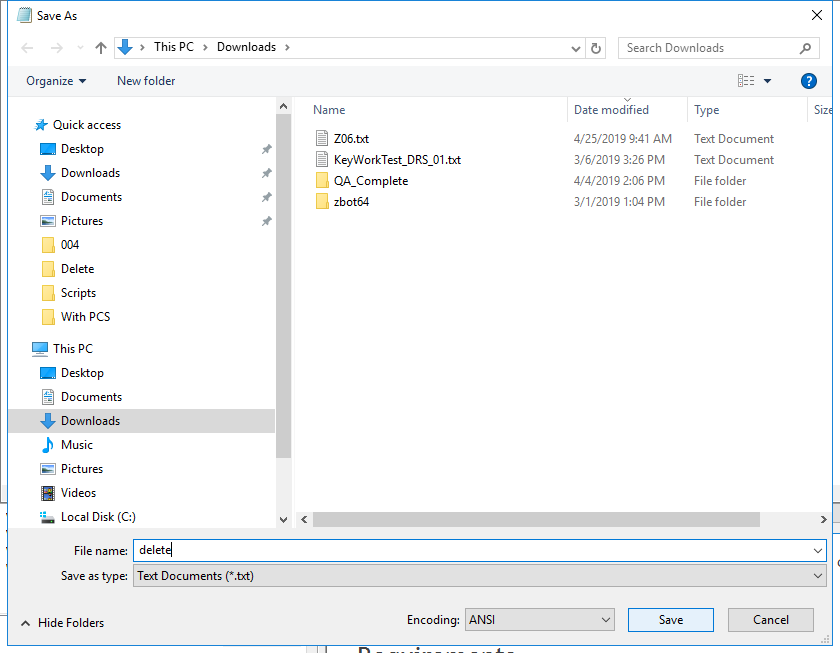 Save As
This PC > Downloads >
Search Downloads
Organize
New folder
?
Name
Date modified
Type
Size
Quick access
Desktop
Downloads
Documents
Pictures
004
Delete
Scripts
With PCS
This PC
Desktop
Documents
Downloads
Music
Pictures
Videos
Local Disk (C:)
Z06.txt 4/25/2019 9:41 AM Text Document
KeyWorkTest_DRS_01.txt 3/6/2019 3:26 PM Text Document
QA_Complete 4/4/2019 2:06 PM File folder
zbot64 3/1/2019 1:04 PM File folder
File name: delete
Save as type: Text Documents (*.txt)
Hide Folders
Encoding: ANSI
Save
Cancel
Requirements